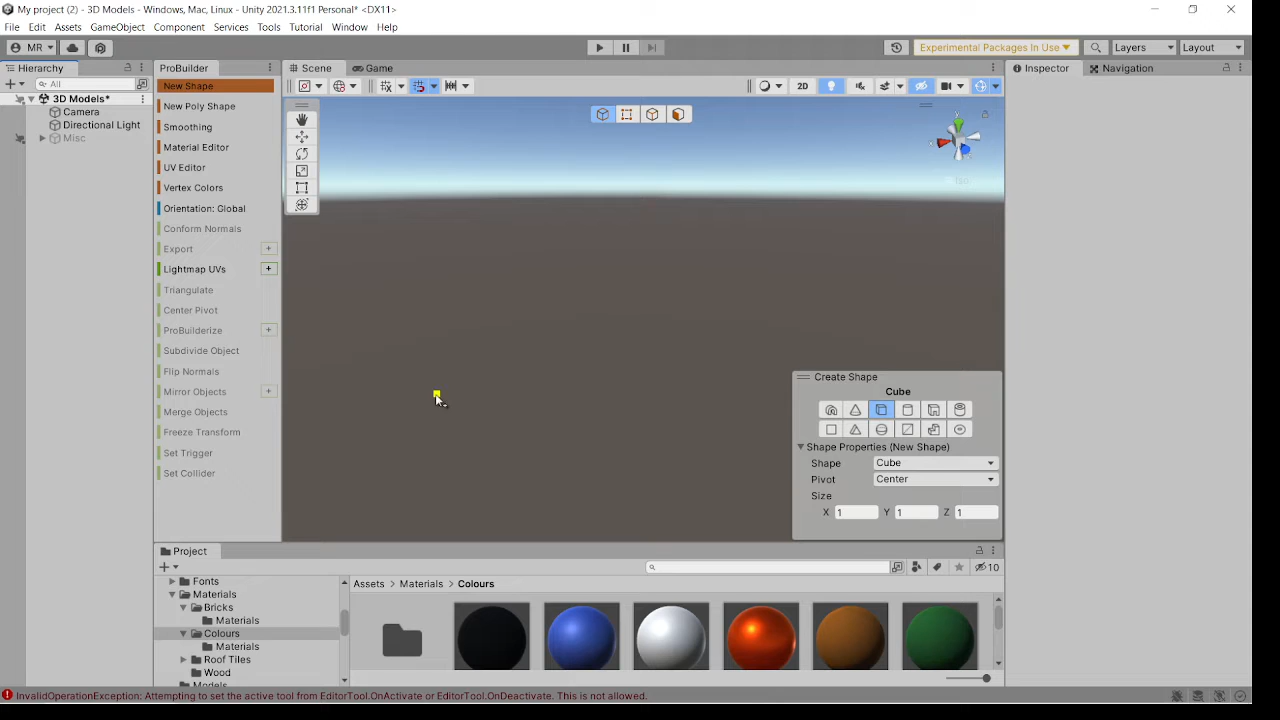 My project (2) - 3D Models - Windows, Mac, Linux - Unity 2021.3.11f1 Personal* <DX11>
File Edit Assets GameObject Component Services Tools Tutorial Window Help
MR Experimental Packages In Use Layers Layout
Hierarchy ProBuilder Scene Game Inspector Navigation
All
New Shape 2D
3D Models*
Camera
Directional Light
Misc
New Poly Shape
Smoothing
Material Editor
UV Editor
Vertex Colors
Orientation: Global
Conform Normals
Export +
Lightmap UVs +
Triangulate
Center Pivot
ProBuilderize +
Subdivide Object
Flip Normals
Mirror Objects +
Merge Objects
Freeze Transform
Set Trigger
Set Collider
y
Iso
Create Shape
Cube
Shape Properties (New Shape)
Shape Cube
Pivot Center
Size
X 1 Y 1 Z 1
Project
+ 10
Fonts
Materials
Bricks
Materials
Colours
Materials
Roof Tiles
Wood
Models
Assets Materials Colours
InvalidOperationException: Attempting to set the active tool from EditorTool.OnActivate or EditorTool.OnDeactivate. This is not allowed.